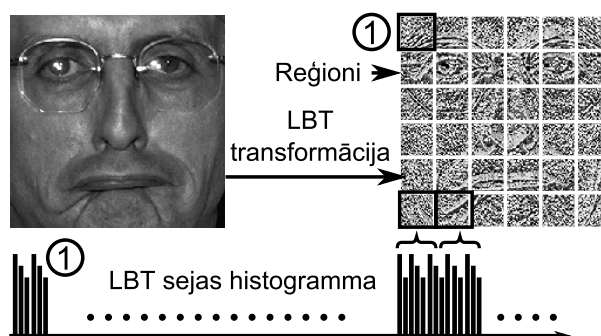 1
Reģioni
LBT
transformācija
1
LBT sejas histogramma